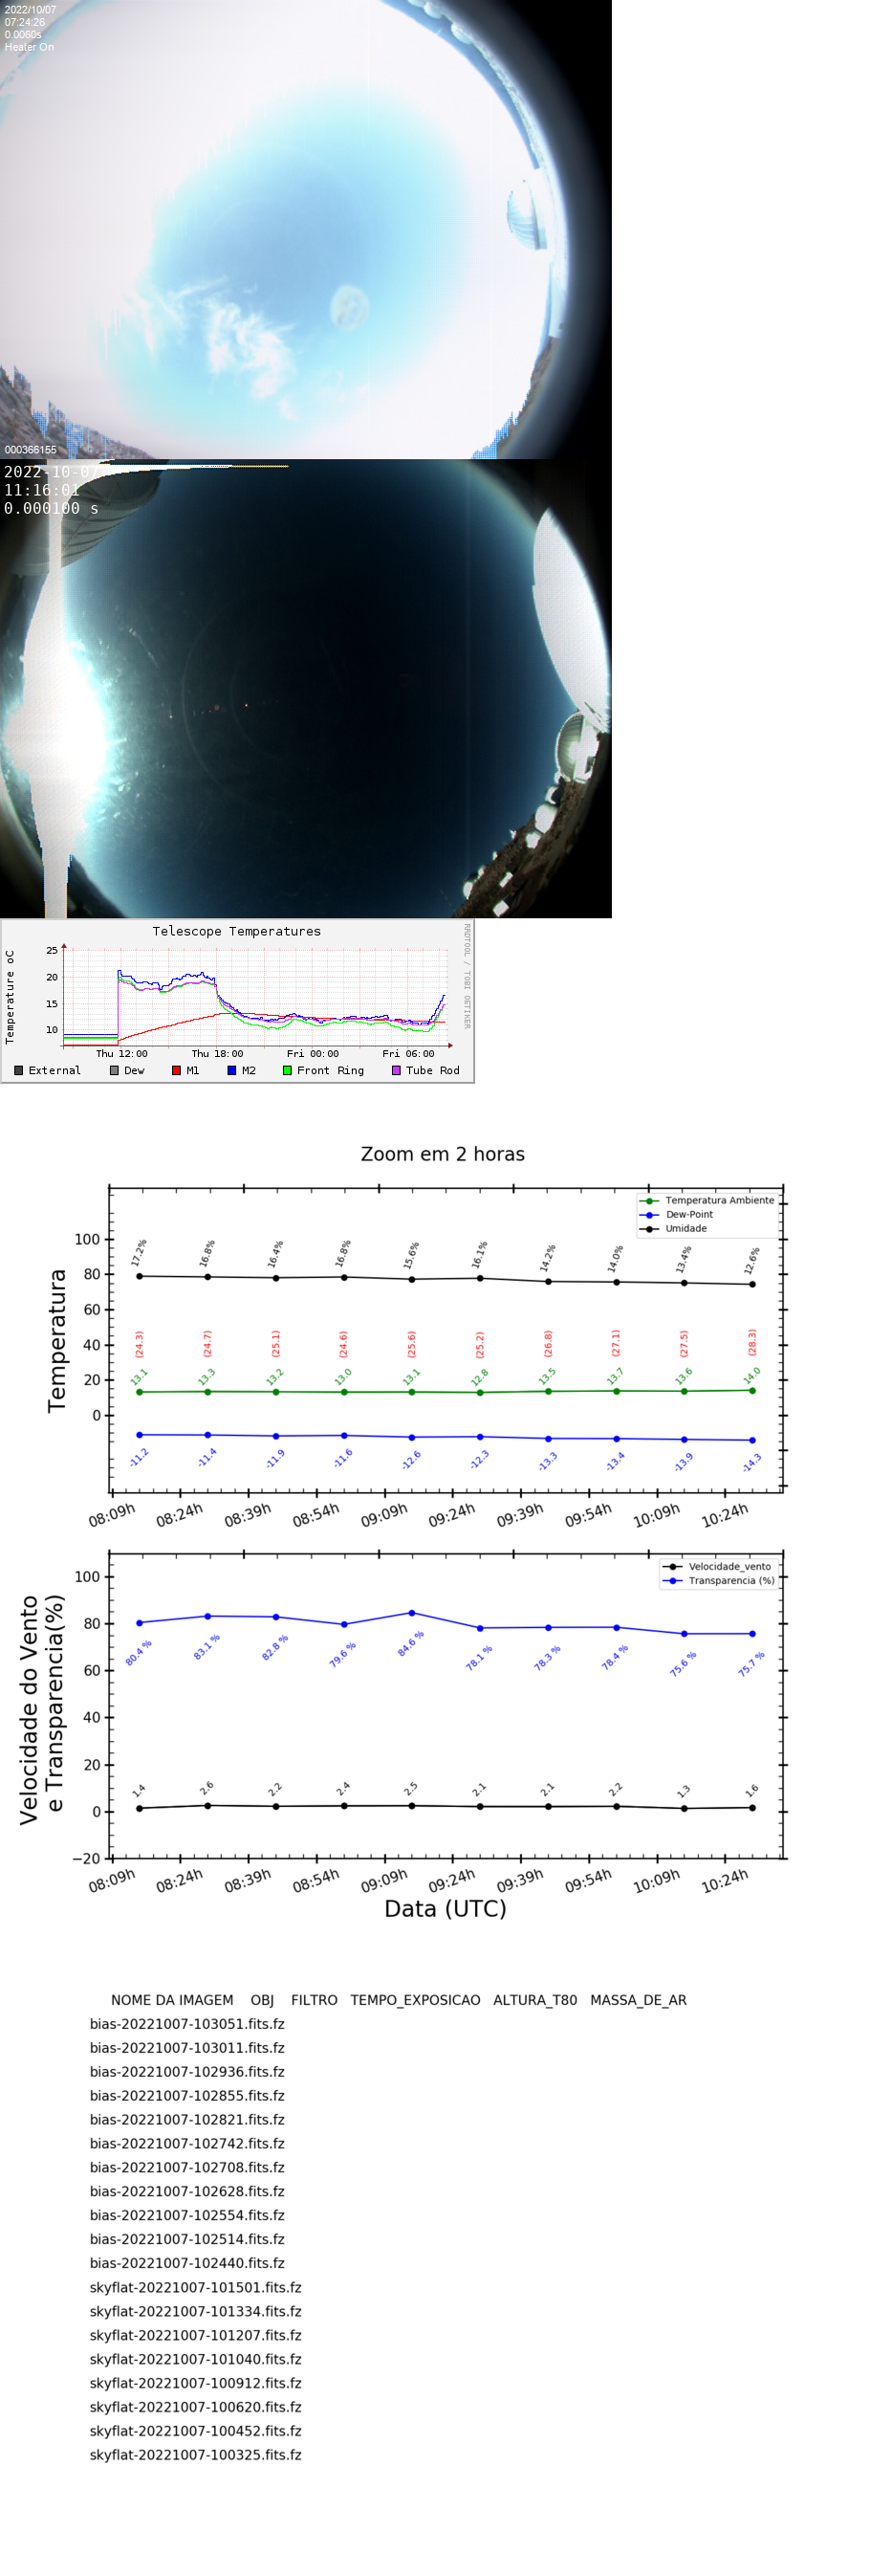 2022/10/07
07:24:26
0.0060s
Heater On
000366155
2022-10-07
11:16:01
0.000100 s
Telescope Temperatures
RRDTOOL / TOBI OETIKER
Temperature oC
25
20
15
10
Thu 12:00 Thu 18:00 Fri 00:00 Fri 06:00
External Dew M1 M2 Front Ring Tube Rod
Zoom em 2 horas
Temperatura Ambiente
Dew-Point
Umidade
Temperatura
100
80
60
40
20
0
17.2% 16.8% 16.4% 16.8% 15.6% 16.1% 14.2% 14.0% 13.4% 12.6%
(24.3) (24.7) (25.1) (24.6) (25.6) (25.2) (26.8) (27.1) (27.5) (28.3)
13.1 13.3 13.2 13.0 13.1 12.8 13.5 13.7 13.6 14.0
-11.2 -11.4 -11.9 -11.6 -12.6 -12.3 -13.3 -13.4 -13.9 -14.3
08:09h 08:24h 08:39h 08:54h 09:09h 09:24h 09:39h 09:54h 10:09h 10:24h
Velocidade_vento
Transparencia (%)
Velocidade do Vento
e Transparencia(%)
100
80
60
40
20
0
−20
80.4 % 83.1 % 82.8 % 79.6 % 84.6 % 78.1 % 78.3 % 78.4 % 75.6 % 75.7 %
1.4 2.6 2.2 2.4 2.5 2.1 2.1 2.2 1.3 1.6
08:09h 08:24h 08:39h 08:54h 09:09h 09:24h 09:39h 09:54h 10:09h 10:24h
Data (UTC)
NOME DA IMAGEM OBJ FILTRO TEMPO_EXPOSICAO ALTURA_T80 MASSA_DE_AR
bias-20221007-103051.fits.fz
bias-20221007-103011.fits.fz
bias-20221007-102936.fits.fz
bias-20221007-102855.fits.fz
bias-20221007-102821.fits.fz
bias-20221007-102742.fits.fz
bias-20221007-102708.fits.fz
bias-20221007-102628.fits.fz
bias-20221007-102554.fits.fz
bias-20221007-102514.fits.fz
bias-20221007-102440.fits.fz
skyflat-20221007-101501.fits.fz
skyflat-20221007-101334.fits.fz
skyflat-20221007-101207.fits.fz
skyflat-20221007-101040.fits.fz
skyflat-20221007-100912.fits.fz
skyflat-20221007-100620.fits.fz
skyflat-20221007-100452.fits.fz
skyflat-20221007-100325.fits.fz